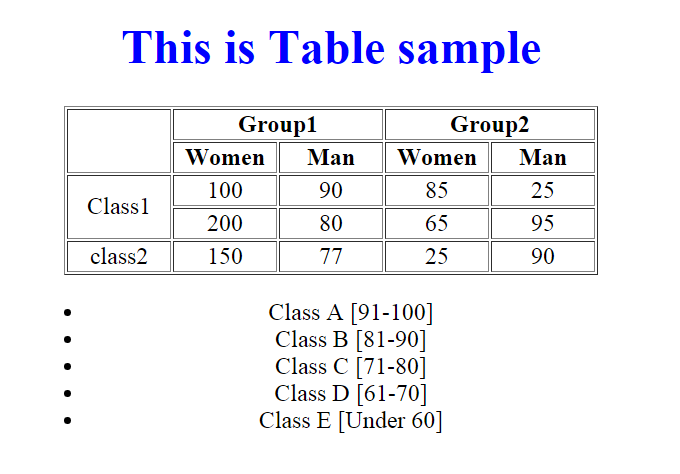 This is Table sample
Group1 Group2
Women Man Women Man
Class1 100 90 85 25
200 80 65 95
class2 150 77 25 90
Class A [91-100]
Class B [81-90]
Class C [71-80]
Class D [61-70]
Class E [Under 60]